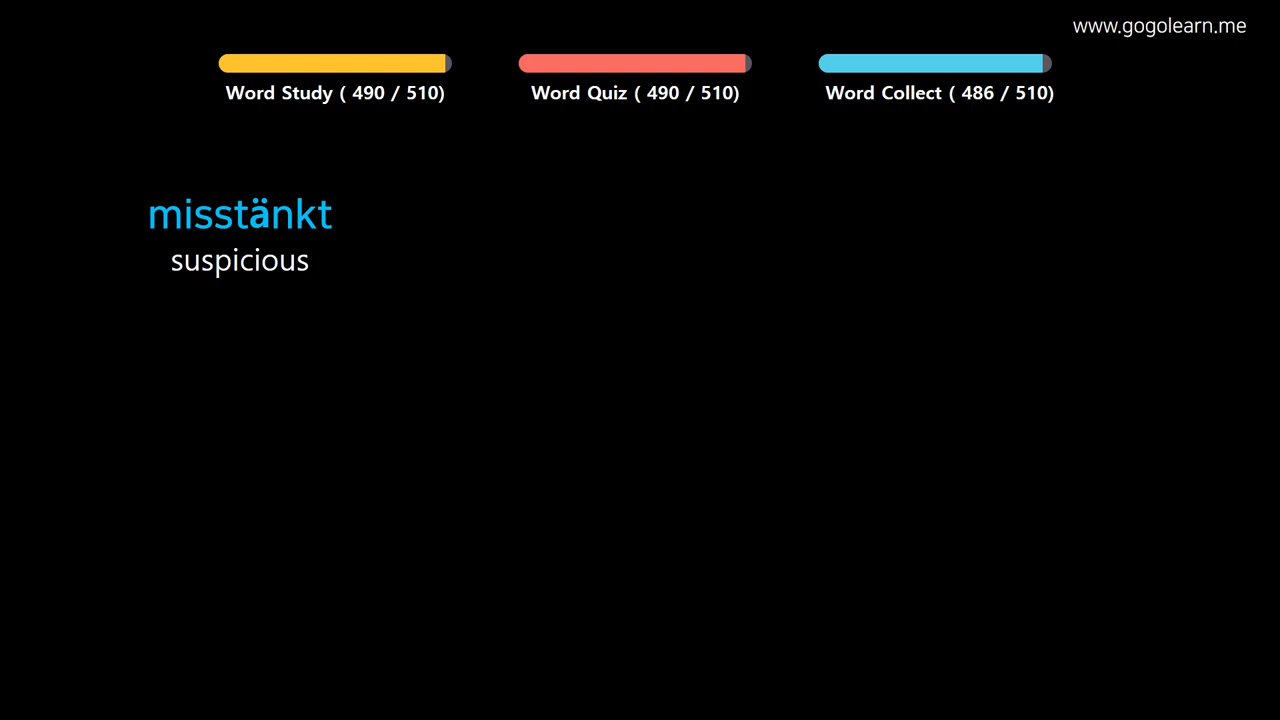 www.gogolearn.me
Word Study ( 490 / 510)
Word Quiz ( 490 / 510)
Word Collect ( 486 / 510)
misstänkt
suspicious